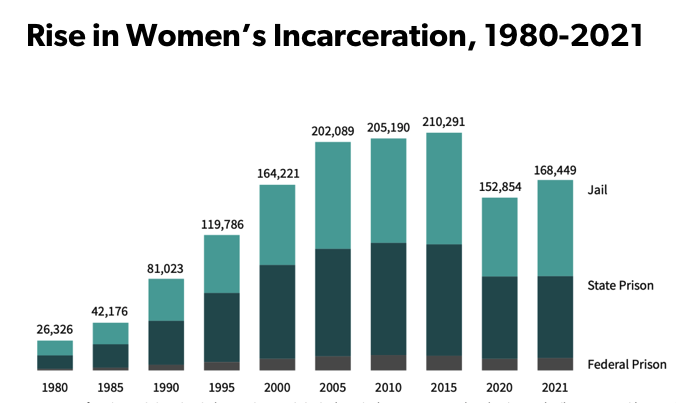 Rise in Women's Incarceration, 1980-2021
26,326
42,176
81,023
119,786
164,221
202,089
205,190
210,291
152,854
168,449
Jail
State Prison
Federal Prison
1980 1985 1990 1995 2000 2005 2010 2015 2020 2021